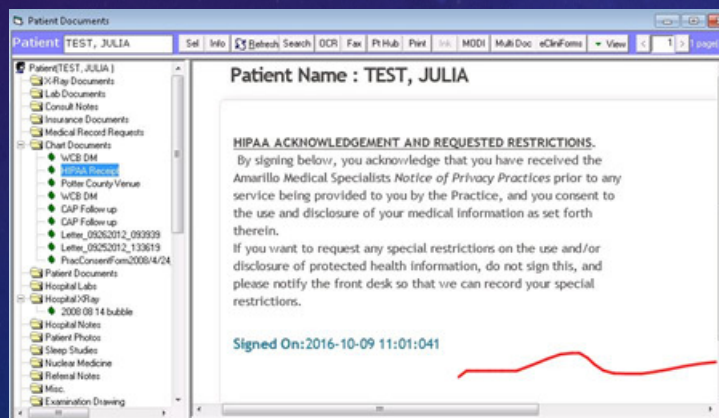 Patient Documents
Patient TEST, JULIA Sel Info Refresh Search OCR Fax Pt Hub Print Ink MODI Multi Doc eCliniForms View < 1 > 1 page(
Patient(TEST, JULIA )
X-Ray Documents
Lab Documents
Consult Notes
Insurance Documents
Medical Record Requests
Chart Documents
WCB DM
HIPAA Receipt
Potter County Venue
WCB DM
CAP Follow up
CAP Follow up
Letter_09262012_093939
Letter_09252012_133619
PracConsentForm2008/4/24
Patient Documents
Hospital Labs
Hospital XRay
2008 08 14 bubble
Hospital Notes
Patient Photos
Sleep Studies
Nuclear Medicine
Referral Notes
Misc.
Examination Drawing
Patient Name : TEST, JULIA
HIPAA ACKNOWLEDGEMENT AND REQUESTED RESTRICTIONS.
By signing below, you acknowledge that you have received the
Amarillo Medical Specialists Notice of Privacy Practices prior to any
service being provided to you by the Practice, and you consent to
the use and disclosure of your medical information as set forth
therein.
If you want to request any special restrictions on the use and/or
disclosure of protected health information, do not sign this, and
please notify the front desk so that we can record your special
restrictions.
Signed On:2016-10-09 11:01:041